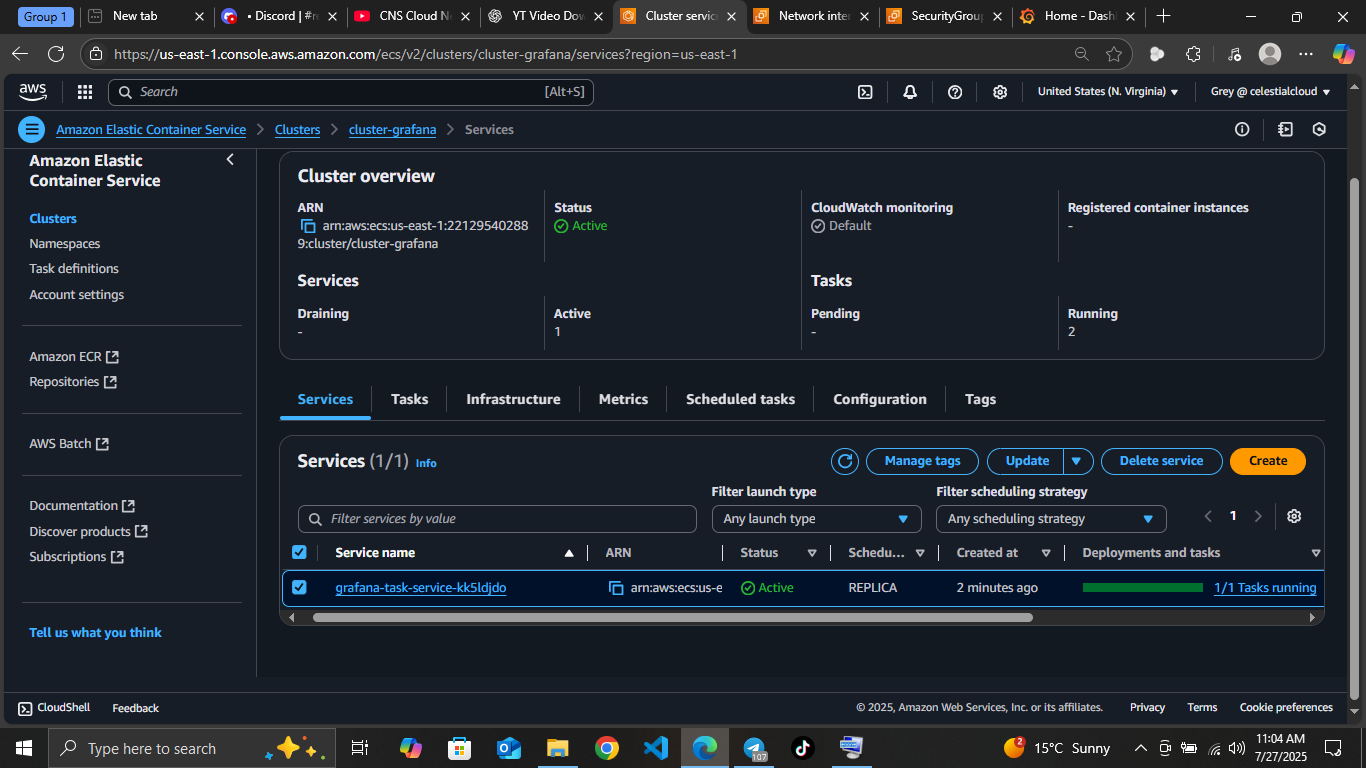 Group 1
New tab
• Discord | #r
CNS Cloud N
YT Video Dow
Cluster servic
Network inter
SecurityGroup
Home - Dash
https://us-east-1.console.aws.amazon.com/ecs/v2/clusters/cluster-grafana/services?region=us-east-1
aws
Search
[Alt+S]
United States (N. Virginia)
Grey @ celestialcloud
Amazon Elastic Container Service
Clusters
cluster-grafana
Services
Amazon Elastic
Container Service
Clusters
Namespaces
Task definitions
Account settings
Amazon ECR
Repositories
AWS Batch
Documentation
Discover products
Subscriptions
Tell us what you think
Cluster overview
ARN
arn:aws:ecs:us-east-1:22129540288
9:cluster/cluster-grafana
Status
Active
CloudWatch monitoring
Default
Registered container instances
-
Services
Tasks
Draining
-
Active
1
Pending
-
Running
2
Services
Tasks
Infrastructure
Metrics
Scheduled tasks
Configuration
Tags
Services (1/1) Info
Manage tags
Update
Delete service
Create
Filter launch type
Filter scheduling strategy
Filter services by value
Any launch type
Any scheduling strategy
1
Service name
ARN
Status
Schedu...
Created at
Deployments and tasks
grafana-task-service-kk5ldjdo
arn:aws:ecs:us-e
Active
REPLICA
2 minutes ago
1/1 Tasks running
CloudShell
Feedback
© 2025, Amazon Web Services, Inc. or its affiliates.
Privacy
Terms
Cookie preferences
Type here to search
107
2
15°C Sunny
11:04 AM
7/27/2025